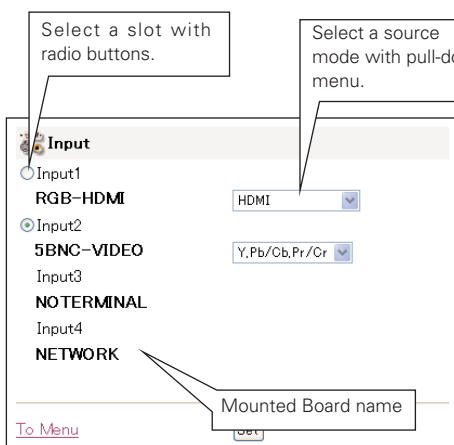 Select a slot with
radio buttons.
Select a source
mode with pull-do
menu.
Input
Input1
RGB-HDMI
HDMI
Input2
5BNC-VIDEO
Y,Pb/Cb,Pr/Cr
Input3
NOTERMINAL
Input4
NETWORK
Mounted Board name
To Menu
Set